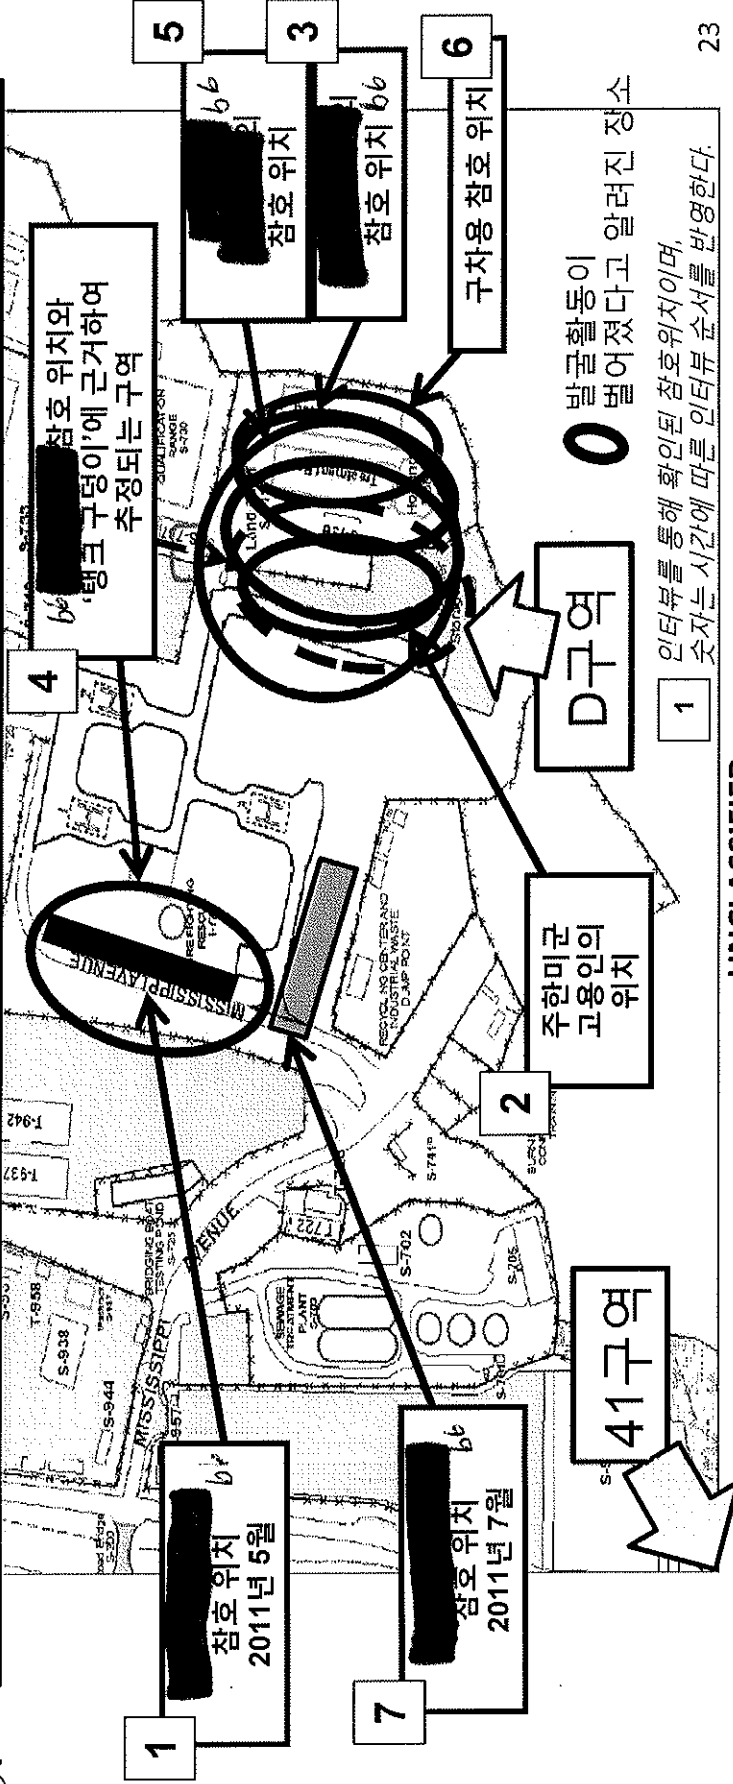 1
참호 위치
2011년 5월
b6
7
참호 위치
2011년 7월
b6
4
참호 위치와
'탱크 구덩이'에 근거하여
추정되는 구역
b6
5
참호 위치
b6
3
참호 위치
b6
6
구차용 참호 위치
2
주한미군
고용인의
위치
D구역
41구역
발굴활동이
벌어졌다고 알려진 장소
1
인터뷰를 통해 확인된 참호위치이며,
숫자는 시간에 따른 인터뷰 순서를 반영한다.
MISSISSIPPI AVENUE
MISSISSIPPI
T-942
T-937
T-958
S-938
S-944
BRIDGING BOAT
TESTING POND
S-725
SEWAGE
TREATMENT
PLANT
T-722
S-702
S-705
S-741
RECYCLING CENTER AND
INDUSTRIAL WASTE
DUMP POINT
QUALIFICATION
RANGE
S-730
UNCLASSIFIED
23